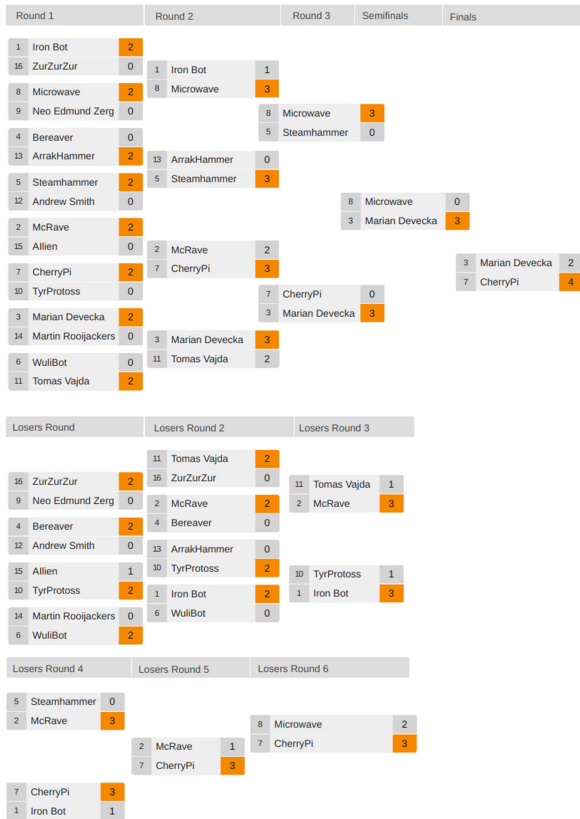 Round 1 Round 2 Round 3 Semifinals Finals
1 Iron Bot 2
16 ZurZurZur 0
1 Iron Bot 1
8 Microwave 2
8 Microwave 3
9 Neo Edmund Zerg 0
8 Microwave 3
4 Bereaver 0
5 Steamhammer 0
13 ArrakHammer 2
13 ArrakHammer 0
5 Steamhammer 2
5 Steamhammer 3
12 Andrew Smith 0
8 Microwave 0
2 McRave 2
3 Marian Devecka 3
15 Allien 0
2 McRave 2
7 CherryPi 2
7 CherryPi 3
3 Marian Devecka 2
10 TyrProtoss 0
7 CherryPi 0
7 CherryPi 4
3 Marian Devecka 2
3 Marian Devecka 3
14 Martin Rooijackers 0
3 Marian Devecka 3
6 WuliBot 0
11 Tomas Vajda 2
11 Tomas Vajda 2
Losers Round Losers Round 2 Losers Round 3
11 Tomas Vajda 2
16 ZurZurZur 2
16 ZurZurZur 0
11 Tomas Vajda 1
9 Neo Edmund Zerg 0
2 McRave 2
2 McRave 3
4 Bereaver 2
4 Bereaver 0
12 Andrew Smith 0
13 ArrakHammer 0
15 Allien 1
10 TyrProtoss 2
10 TyrProtoss 1
10 TyrProtoss 2
1 Iron Bot 2
1 Iron Bot 3
14 Martin Rooijackers 0
6 WuliBot 0
6 WuliBot 2
Losers Round 4 Losers Round 5 Losers Round 6
5 Steamhammer 0
2 McRave 3
8 Microwave 2
2 McRave 1
7 CherryPi 3
7 CherryPi 3
7 CherryPi 3
1 Iron Bot 1